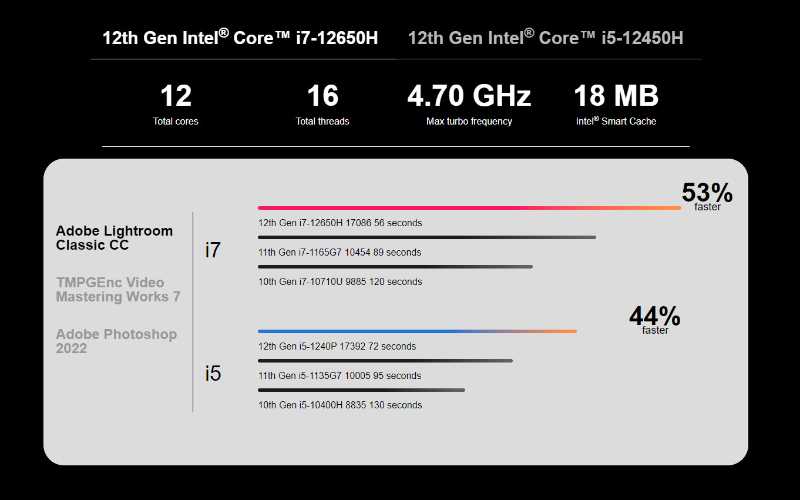 12th Gen Intel® Core™ i7-12650H
12th Gen Intel® Core™ i5-12450H
12
Total cores
16
Total threads
4.70 GHz
Max turbo frequency
18 MB
Intel® Smart Cache
Adobe Lightroom
Classic CC
TMPGEnc Video
Mastering Works 7
Adobe Photoshop
2022
i7
53%
faster
12th Gen i7-12650H 17086 56 seconds
11th Gen i7-1165G7 10454 89 seconds
10th Gen i7-10710U 9885 120 seconds
i5
44%
faster
12th Gen i5-1240P 17392 72 seconds
11th Gen i5-1135G7 10005 95 seconds
10th Gen i5-10400H 8835 130 seconds